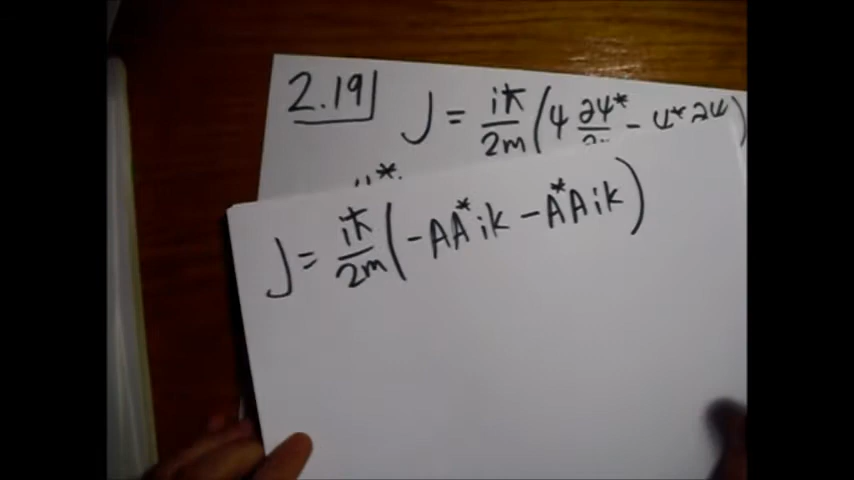 2.19
J = iħ/2m (ψ ∂ψ*/∂x - ψ* ∂ψ)
J = iħ/2m (-AA*ik - A*Aik)